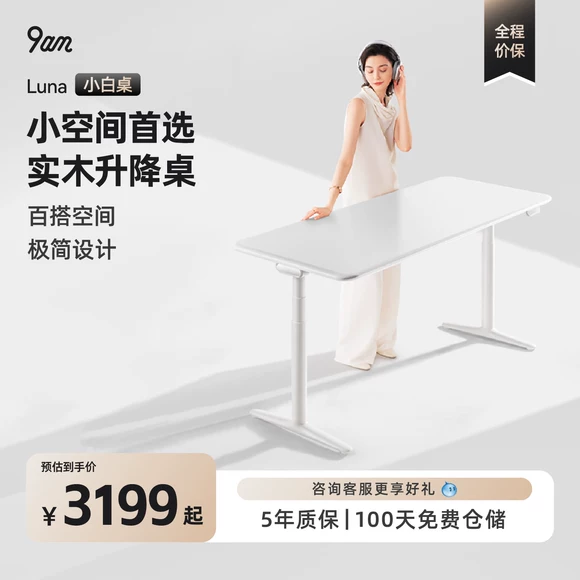 9am
全程
价保
Luna 小白桌
小空间首选
实木升降桌
百搭空间
极简设计
预估到手价
¥3199起
咨询客服更享好礼
5年质保|100天免费仓储